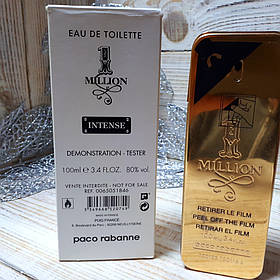 EAU DE TOILETTE
1
MILLION
INTENSE
DEMONSTRATION - TESTER
100ml ℮ 3.4 FL.OZ. 80% vol.
VENTE INTERDITE - NOT FOR SALE
REF. 0065051846
MADE IN FRANCE
PUIG FRANCE
paco rabanne
1
MILLION
RETIRER LE FILM
PEEL OFF THE FILM
RETIRAR EL FILM